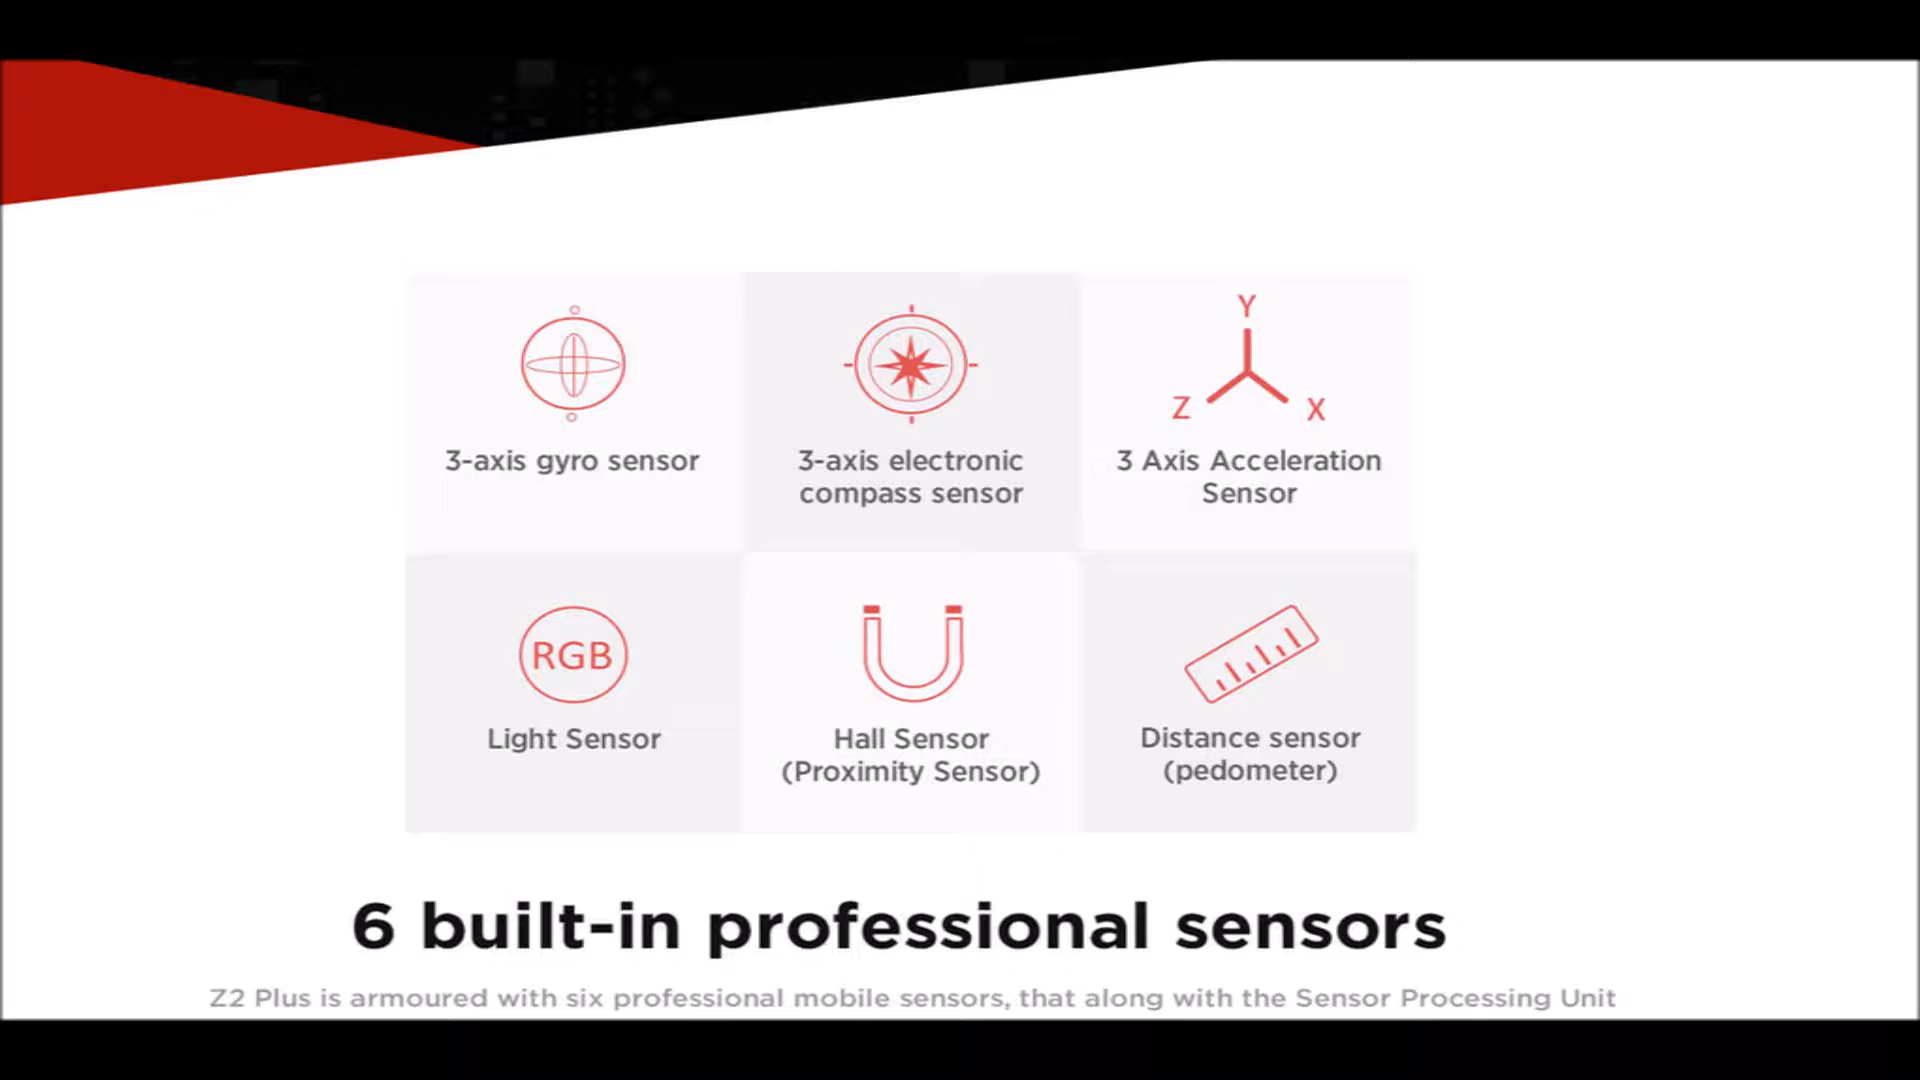 3-axis gyro sensor
3-axis electronic
compass sensor
Y
Z
X
3 Axis Acceleration
Sensor
RGB
Light Sensor
Hall Sensor
(Proximity Sensor)
Distance sensor
(pedometer)
6 built-in professional sensors
Z2 Plus is armoured with six professional mobile sensors, that along with the Sensor Processing Unit